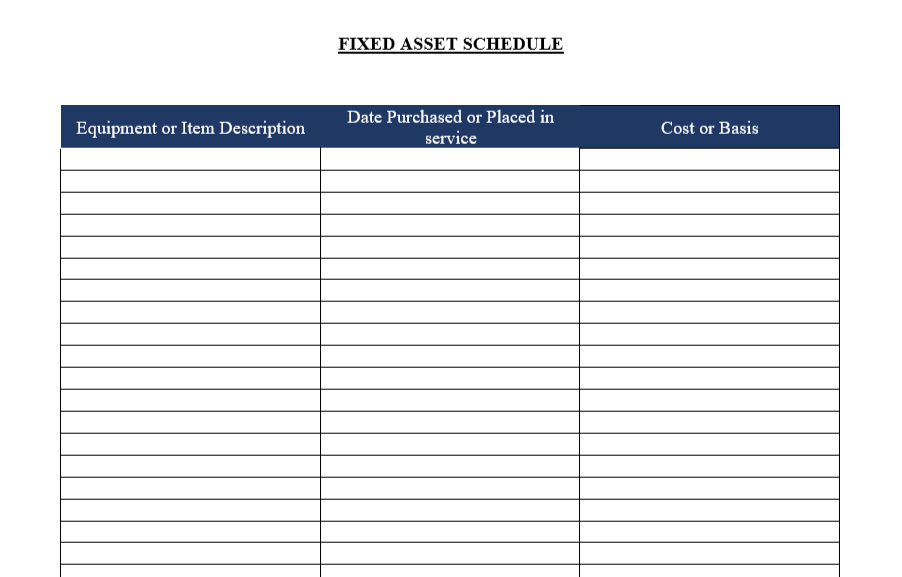 FIXED ASSET SCHEDULE
Equipment or Item Description
Date Purchased or Placed in
service
Cost or Basis